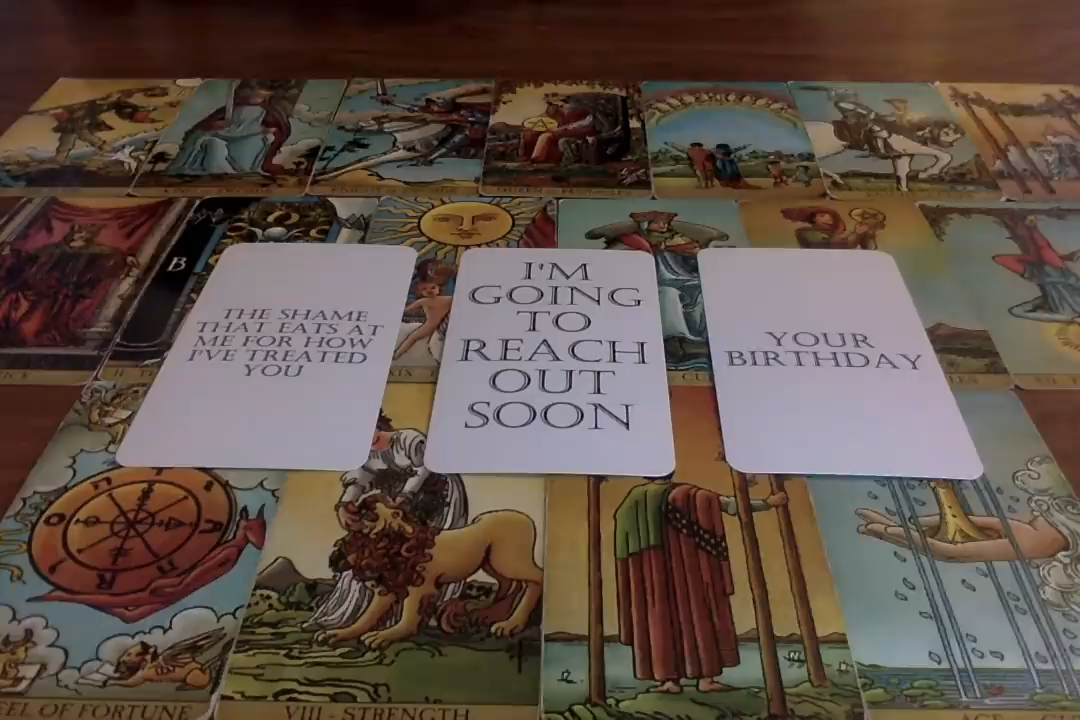 B
THE SHAME
THAT EATS AT
ME FOR HOW
I'VE TREATED
YOU
I'M
GOING
TO
REACH
OUT
SOON
YOUR
BIRTHDAY
OF FORTUNE
VIII - STRENGTH